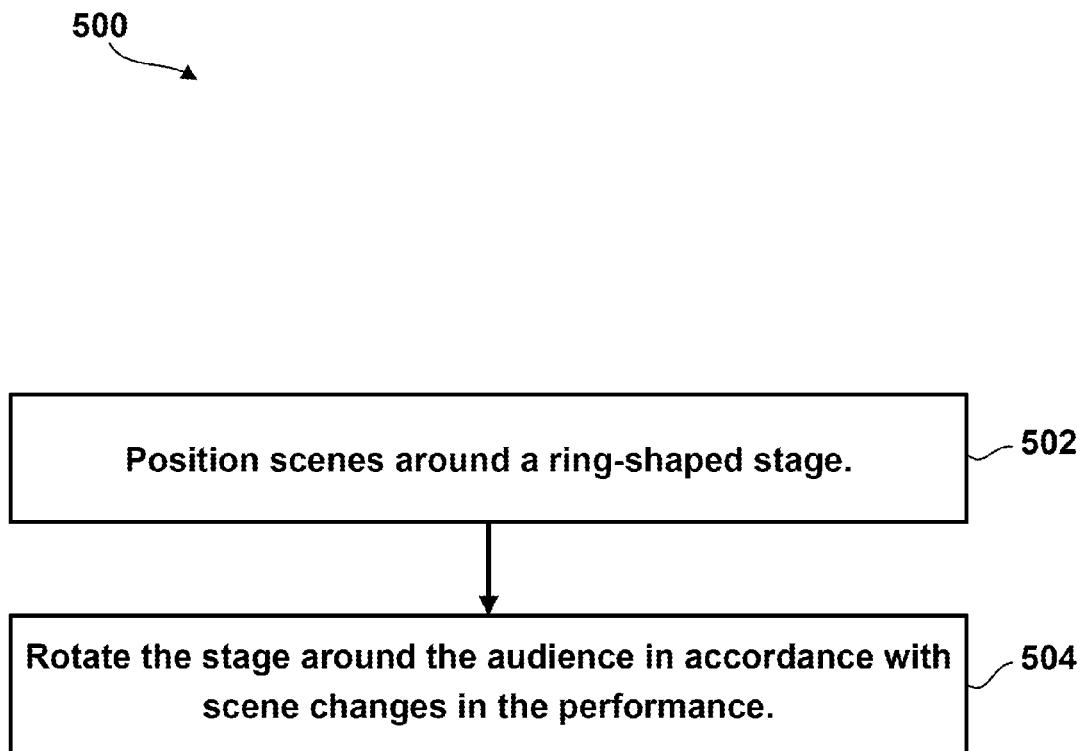 500
Position scenes around a ring-shaped stage.
502
Rotate the stage around the audience in accordance with
scene changes in the performance.
504